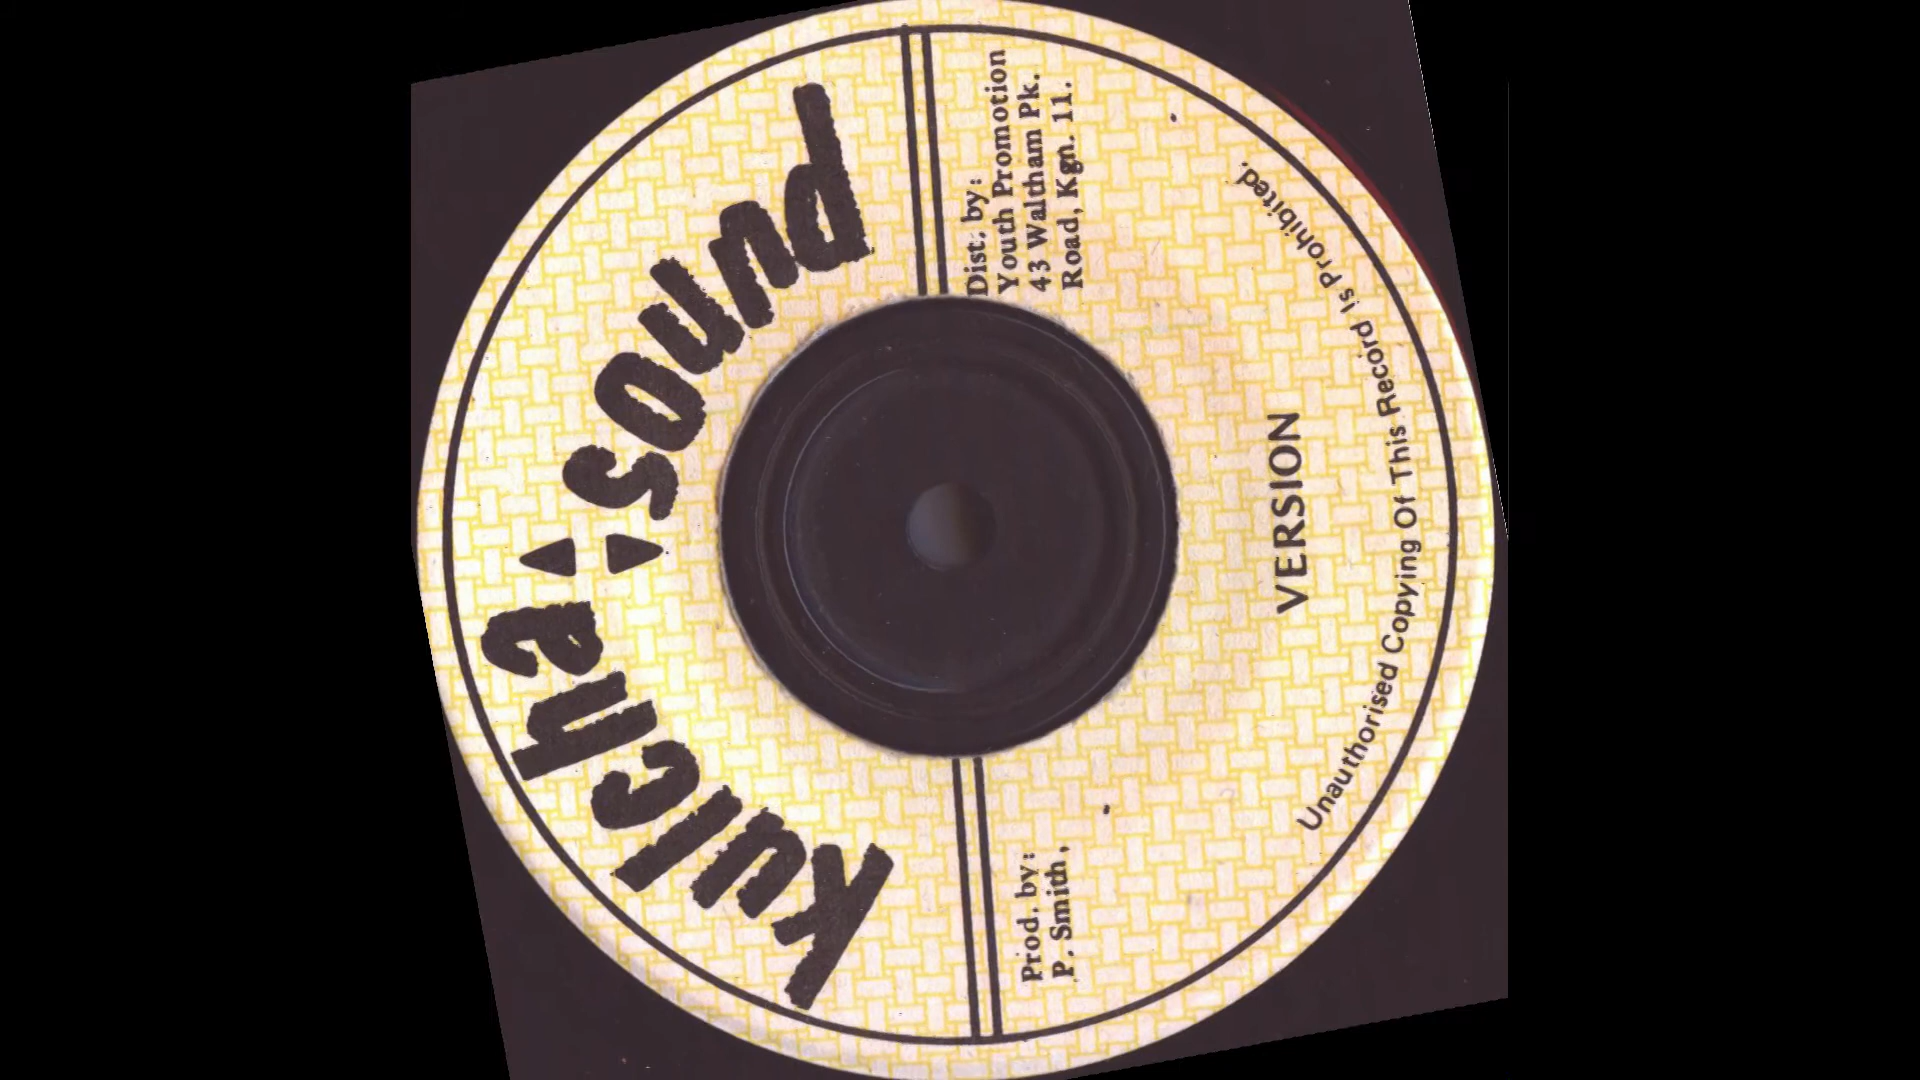 Kulcha Sound
Prod. by:
P. Smith,
Dist. by:
Youth Promotion
43 Waltham Pk.
Road, Kgn. 11.
VERSION
Unauthorised Copying Of This Record Is Prohibited.